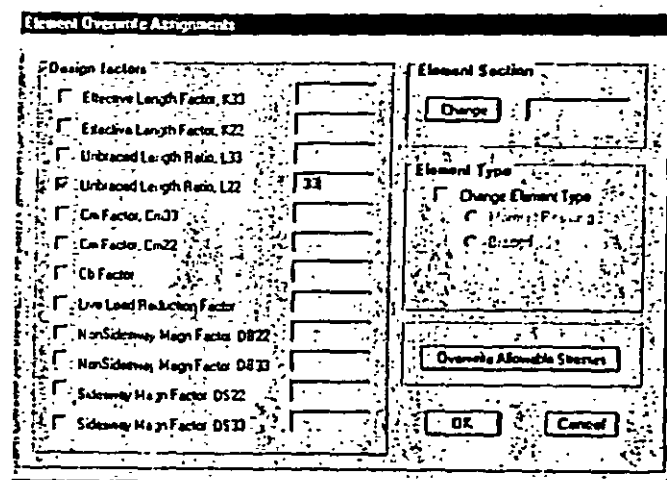 Element Overwrite Assignments
Design Factors
Effective Length Factor, K33
Effective Length Factor, K22
Unbraced Length Ratio, L33
Unbraced Length Ratio, L22
.33
Cm Factor, Cm33
Cm Factor, Cm22
Cb Factor
Live Load Reduction Factor
NonSidesway Magn Factor DB22
NonSidesway Magn Factor DB33
Sidesway Magn Factor DS22
Sidesway Magn Factor DS33
Element Section
Change
Element Type
Change Element Type
Overwrite Allowable Stresses
OK
Cancel